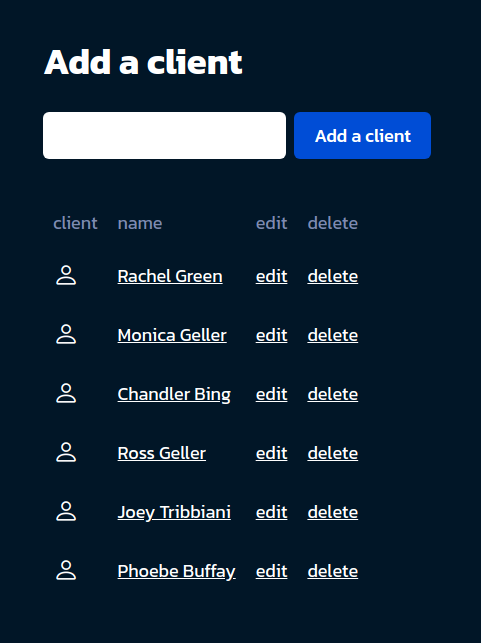 Add a client
Add a client
client name edit delete
Rachel Green edit delete
Monica Geller edit delete
Chandler Bing edit delete
Ross Geller edit delete
Joey Tribbiani edit delete
Phoebe Buffay edit delete